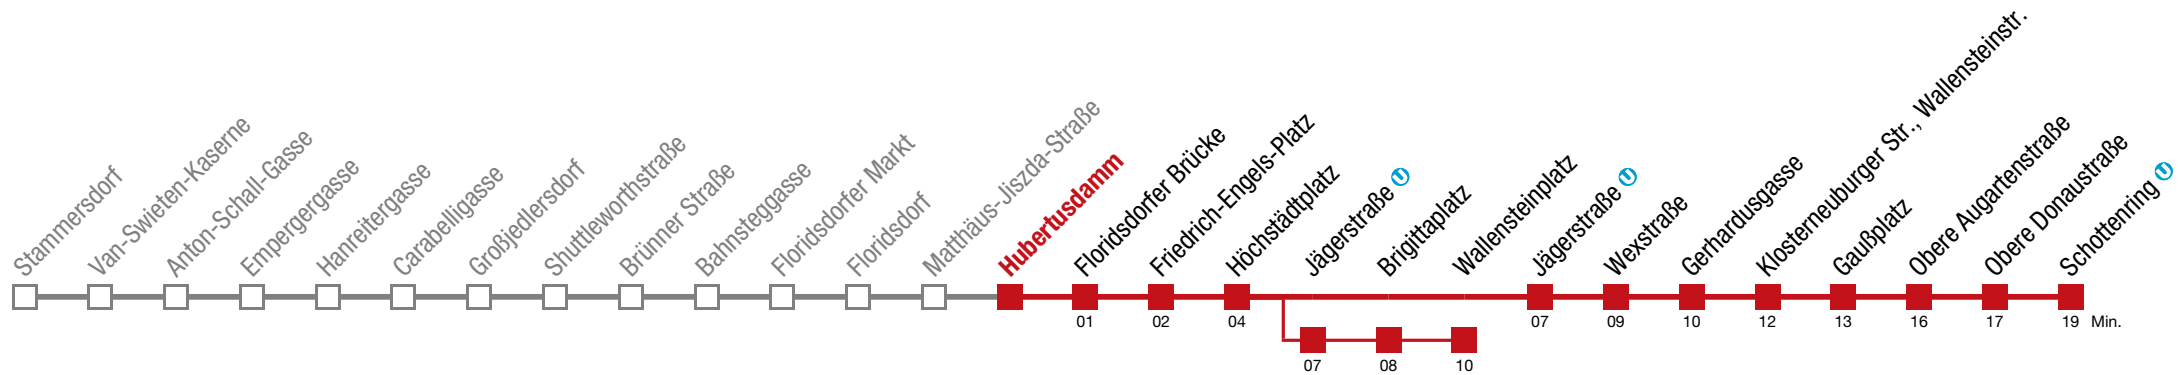 Stammersdorf
Van-Swieten-Kaserne
Anton-Schall-Gasse
Empergergasse
Hanreitergasse
Carabelligasse
Großjedlersdorf
Shuttleworthstraße
Brünner Straße
Bahnsteggasse
Floridsdorfer Markt
Floridsdorf
Matthäus-Jiszda-Straße
Hubertusdamm
Floridsdorfer Brücke
Friedrich-Engels-Platz
Höchstädtplatz
Jägerstraße U
Brigittaplatz
Wallensteinplatz
Jägerstraße U
Wexstraße
Gerhardusgasse
Klosterneuburger Str., Wallensteinstr.
Gaußplatz
Obere Augartenstraße
Obere Donaustraße
Schottenring U
01 02 04 07 09 10 12 13 16 17 19 Min.
07 08 10